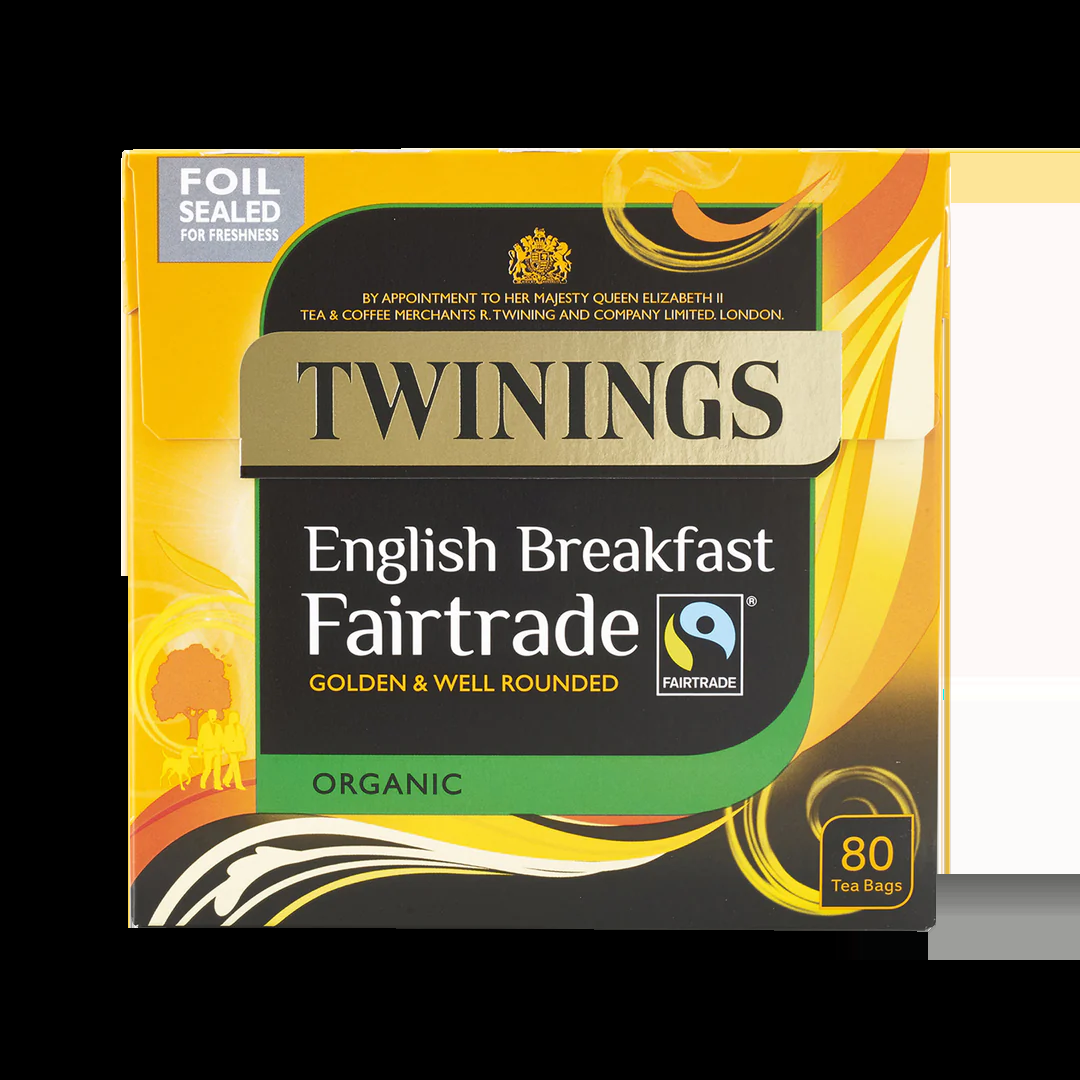 FOIL
SEALED
FOR FRESHNESS
BY APPOINTMENT TO HER MAJESTY QUEEN ELIZABETH II
TEA & COFFEE MERCHANTS R. TWINING AND COMPANY LIMITED. LONDON.
TWININGS
English Breakfast
Fairtrade
®
FAIRTRADE
GOLDEN & WELL ROUNDED
ORGANIC
80
Tea Bags